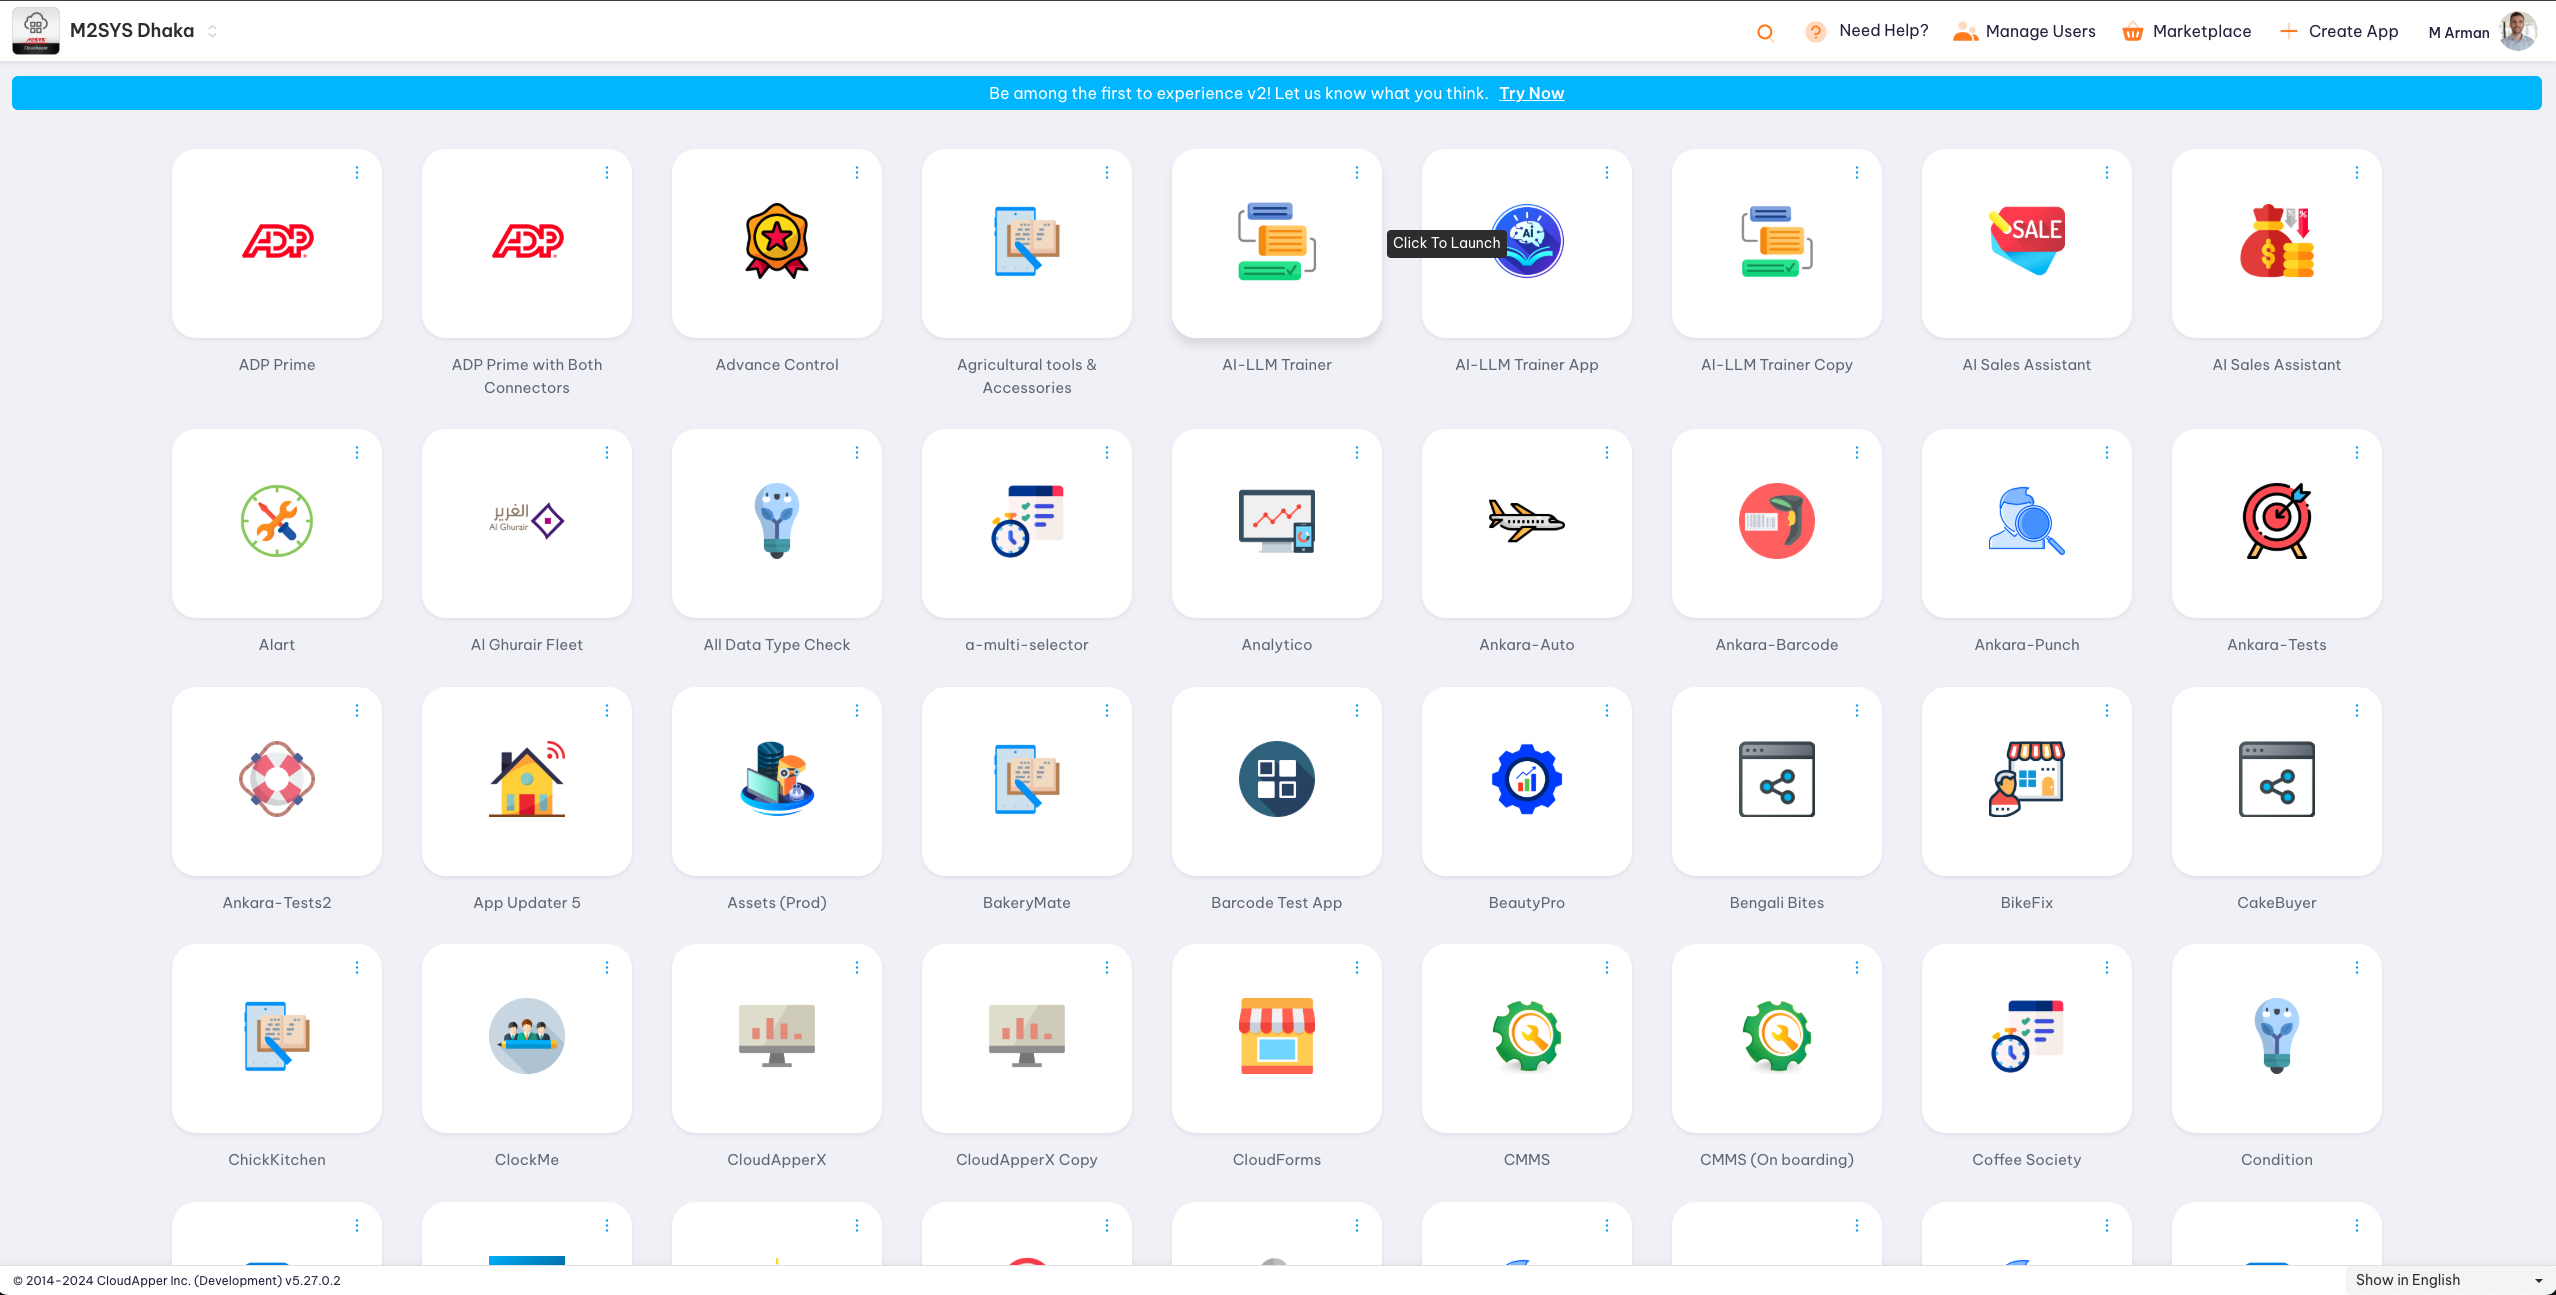 M2SYS Dhaka
Need Help?
Manage Users
Marketplace
Create App
M Arman
Be among the first to experience v2! Let us know what you think. Try Now
ADP
ADP
Click To Launch
AI
SALE
ADP Prime
ADP Prime with Both
Connectors
Advance Control
Agricultural tools &
Accessories
AI-LLM Trainer
AI-LLM Trainer App
AI-LLM Trainer Copy
AI Sales Assistant
AI Sales Assistant
الغرير
Al Ghurair
Alart
Al Ghurair Fleet
All Data Type Check
a-multi-selector
Analytico
Ankara-Auto
Ankara-Barcode
Ankara-Punch
Ankara-Tests
Ankara-Tests2
App Updater 5
Assets (Prod)
BakeryMate
Barcode Test App
BeautyPro
Bengali Bites
BikeFix
CakeBuyer
ChickKitchen
ClockMe
CloudApperX
CloudApperX Copy
CloudForms
CMMS
CMMS (On boarding)
Coffee Society
Condition
© 2014-2024 CloudApper Inc. (Development) v5.27.0.2
Show in English